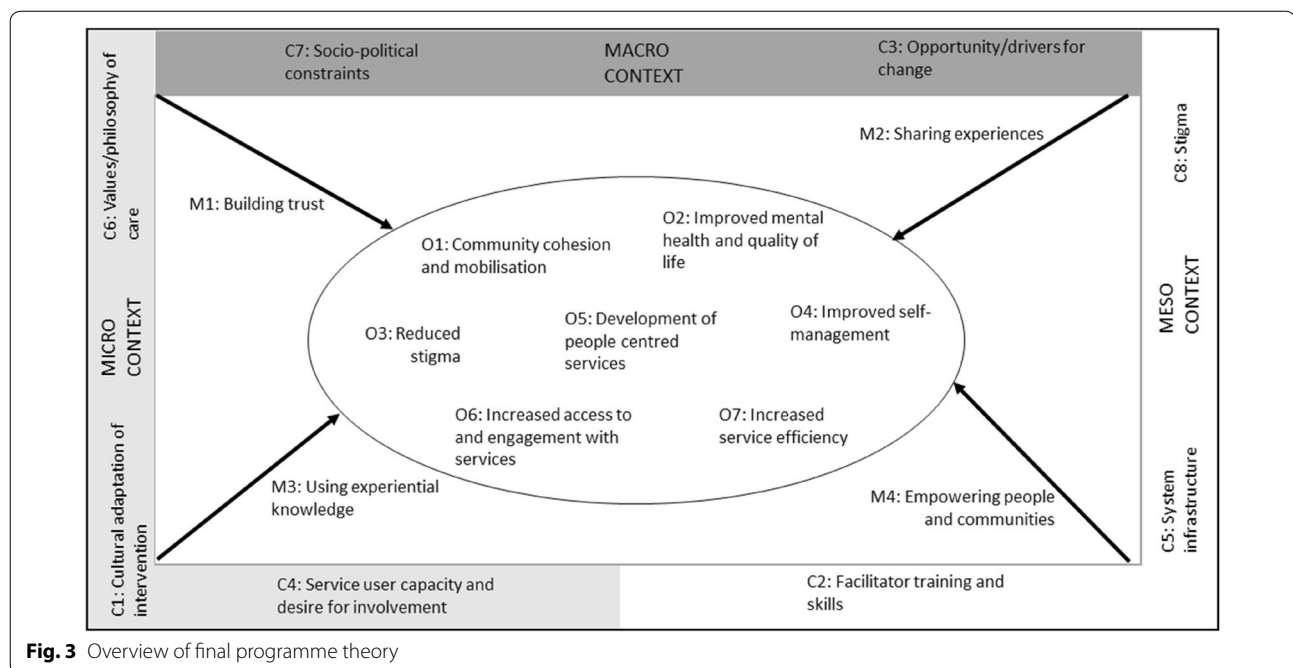 C7: Socio-political
constraints
MACRO
CONTEXT
C3: Opportunity/drivers for
change
C6: Values/philosophy of
care
MICRO
CONTEXT
C1: Cultural adaptation of
intervention
M1: Building trust
M2: Sharing experiences
O1: Community cohesion
and mobilisation
O2: Improved mental
health and quality of
life
O3: Reduced
stigma
O5: Development of
people centred
services
O4: Improved self-
management
O6: Increased access to
and engagement with
services
O7: Increased
service efficiency
M3: Using experiential
knowledge
M4: Empowering people
and communities
C8: Stigma
MESO
CONTEXT
C5: System
infrastructure
C4: Service user capacity and
desire for involvement
C2: Facilitator training and
skills
Fig. 3 Overview of final programme theory